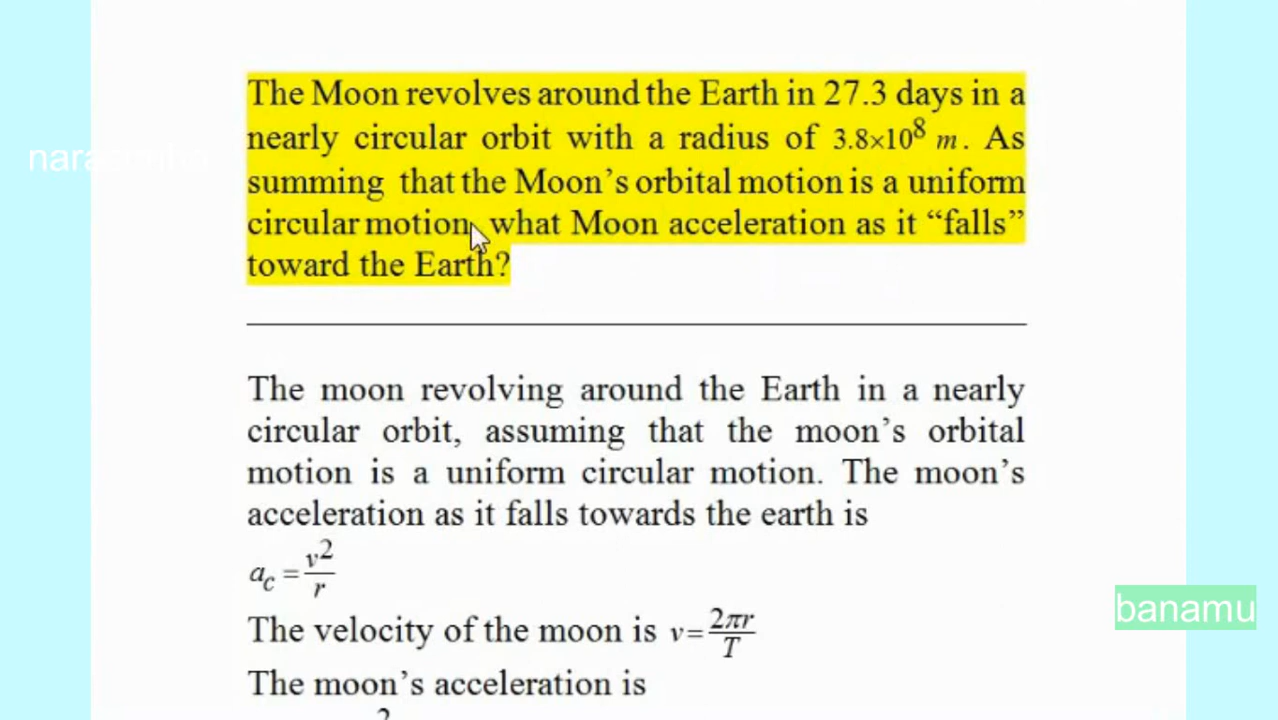 The Moon revolves around the Earth in 27.3 days in a
nearly circular orbit with a radius of 3.8×10⁸ m. As
summing that the Moon’s orbital motion is a uniform
circular motion, what Moon acceleration as it “falls”
toward the Earth?
The moon revolving around the Earth in a nearly
circular orbit, assuming that the moon’s orbital
motion is a uniform circular motion. The moon’s
acceleration as it falls towards the earth is
a_c = v²/r
The velocity of the moon is v = 2πr/T
The moon’s acceleration is
banamu